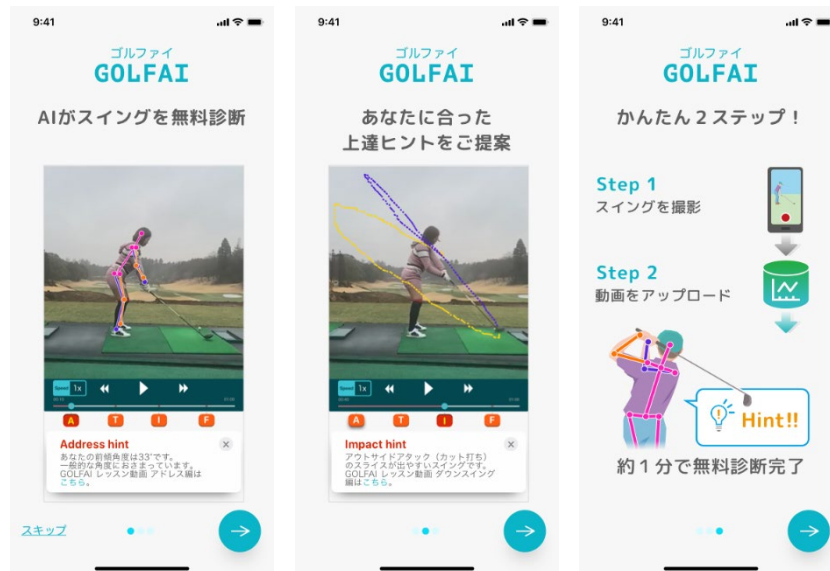 9:41
ゴルファイ
GOLFAI
AIがスイングを無料診断
Speed 1x
A T I F
Address hint
あなたの前傾角度は33°です。
一般的な角度におさまっています。
GOLFAI レッスン動画 アドレス編は
こちら。
スキップ
9:41
ゴルファイ
GOLFAI
あなたに合った
上達ヒントをご提案
Speed 1x
A T I F
Impact hint
アウトサイドアタック（カット打ち）
のスライスが出やすいスイングです。
GOLFAI レッスン動画 ダウンスイング
編はこちら。
9:41
ゴルファイ
GOLFAI
かんたん2ステップ！
Step 1
スイングを撮影
Step 2
動画をアップロード
Hint!!
約1分で無料診断完了